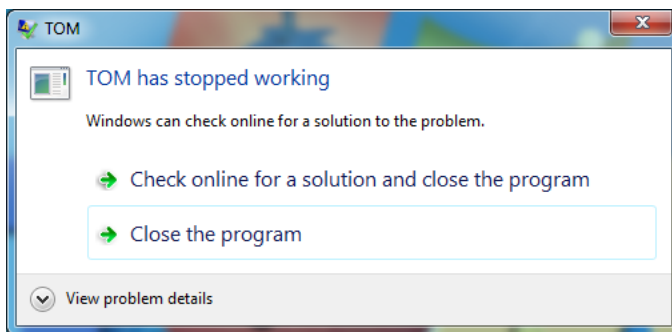 TOM
TOM has stopped working
Windows can check online for a solution to the problem.
Check online for a solution and close the program
Close the program
View problem details